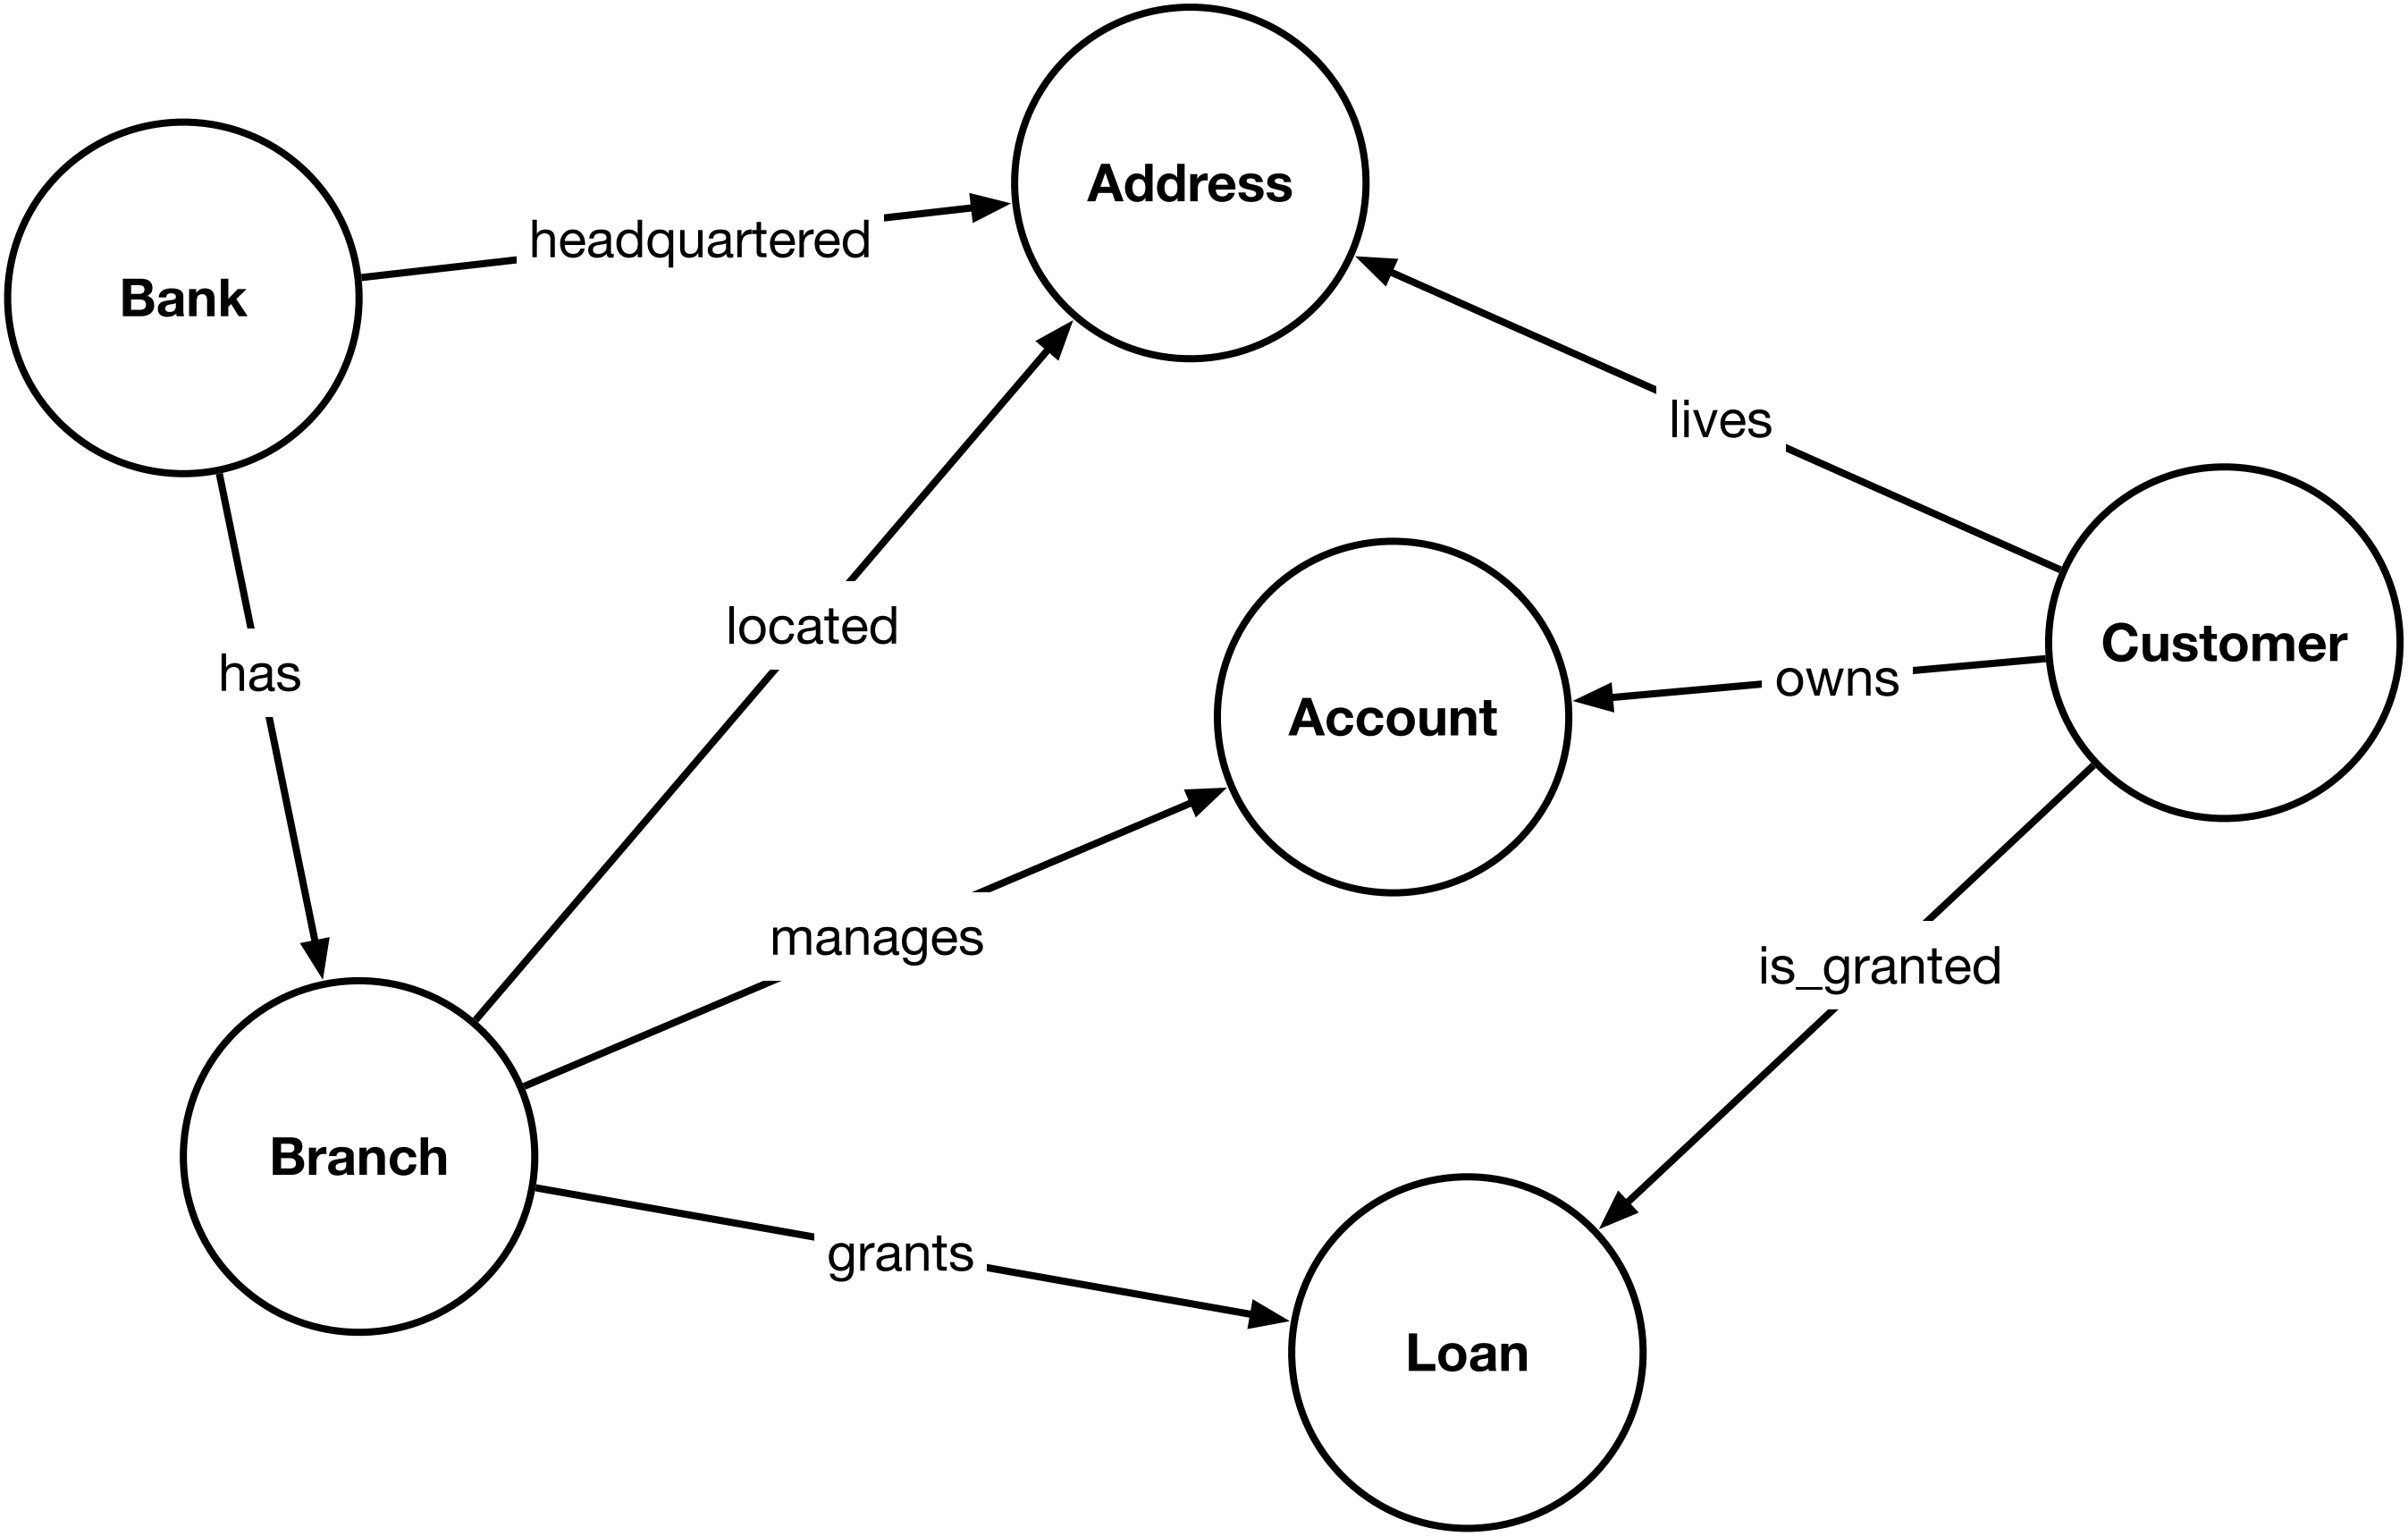 Address
headquartered
Bank
lives
located
Customer
has
owns
Account
manages
is_granted
Branch
grants
Loan